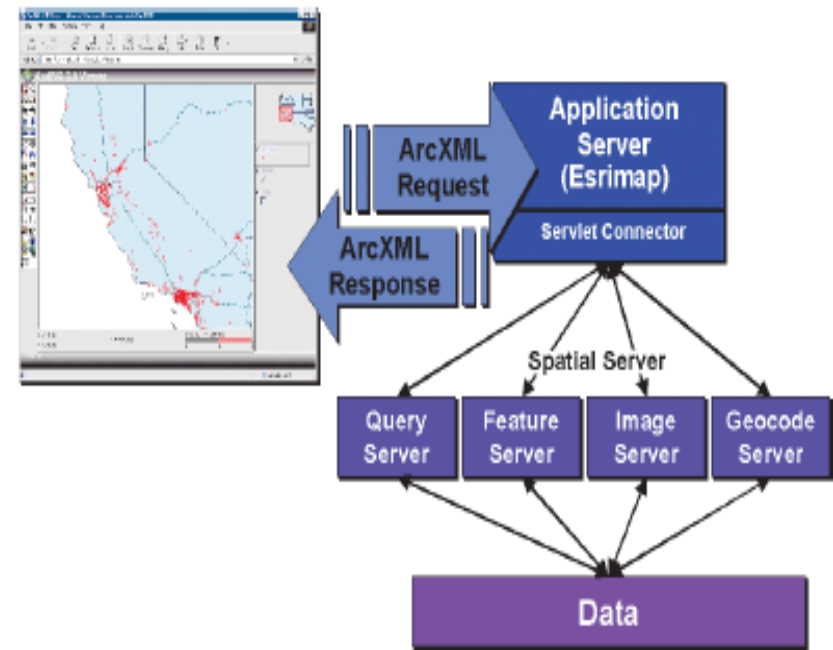 ArcXML
Request
ArcXML
Response
Application
Server
(Esrimap)
Servlet Connector
Spatial Server
Query
Server
Feature
Server
Image
Server
Geocode
Server
Data